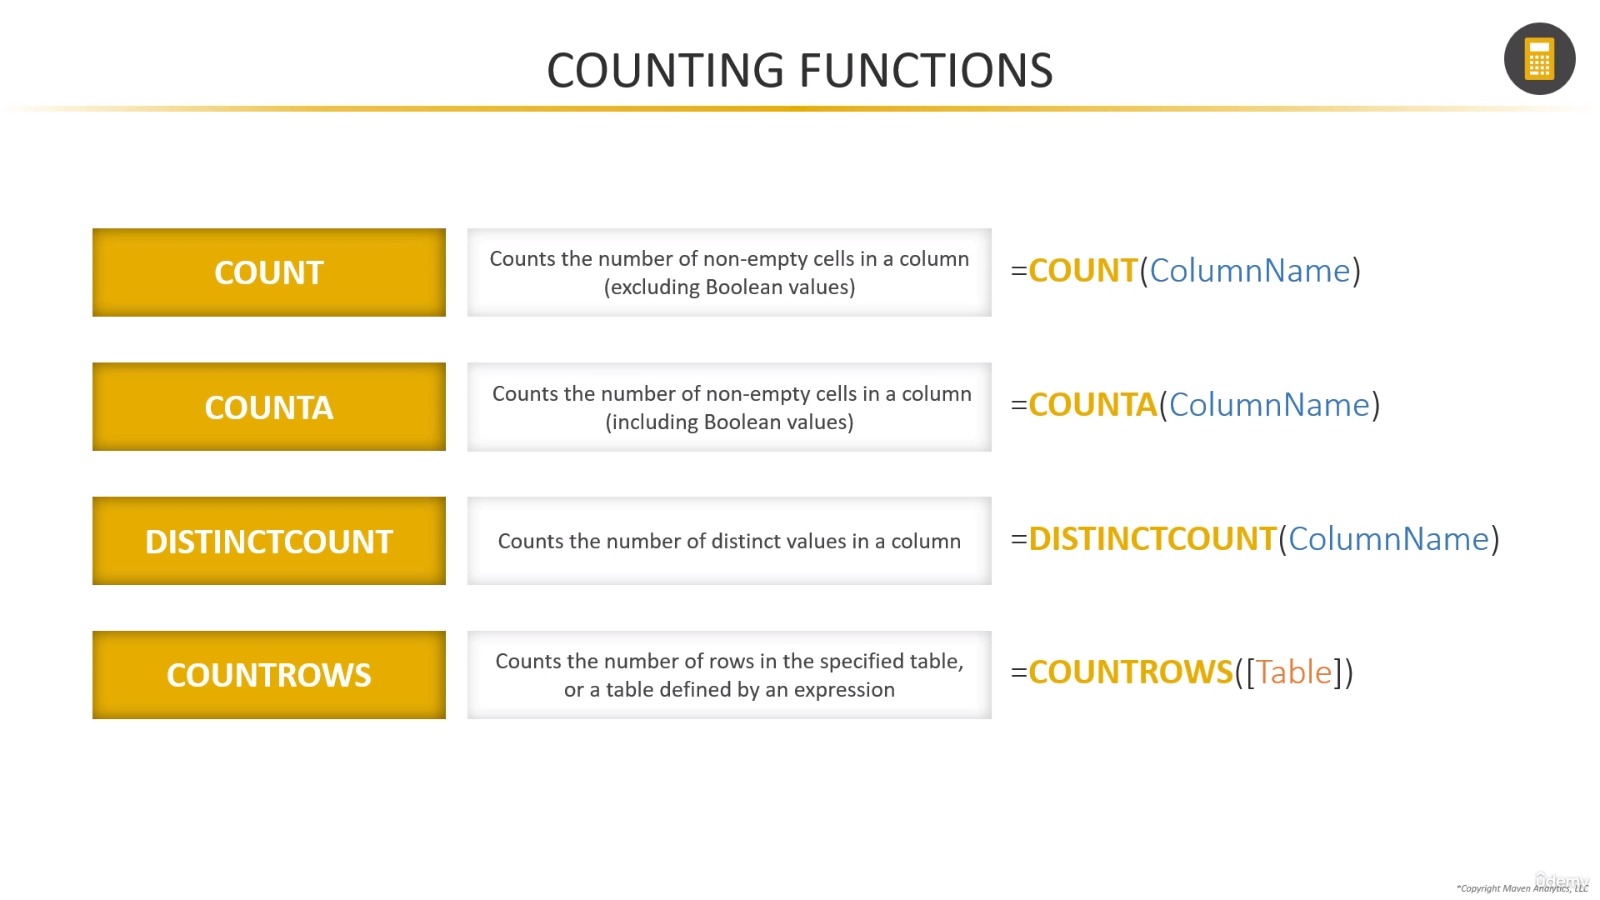 COUNTING FUNCTIONS
COUNT
Counts the number of non-empty cells in a column
(excluding Boolean values)
=COUNT(ColumnName)
COUNTA
Counts the number of non-empty cells in a column
(including Boolean values)
=COUNTA(ColumnName)
DISTINCTCOUNT
Counts the number of distinct values in a column
=DISTINCTCOUNT(ColumnName)
COUNTROWS
Counts the number of rows in the specified table,
or a table defined by an expression
=COUNTROWS([Table])
*Copyright Maven Analytics, LLC
ûdemy